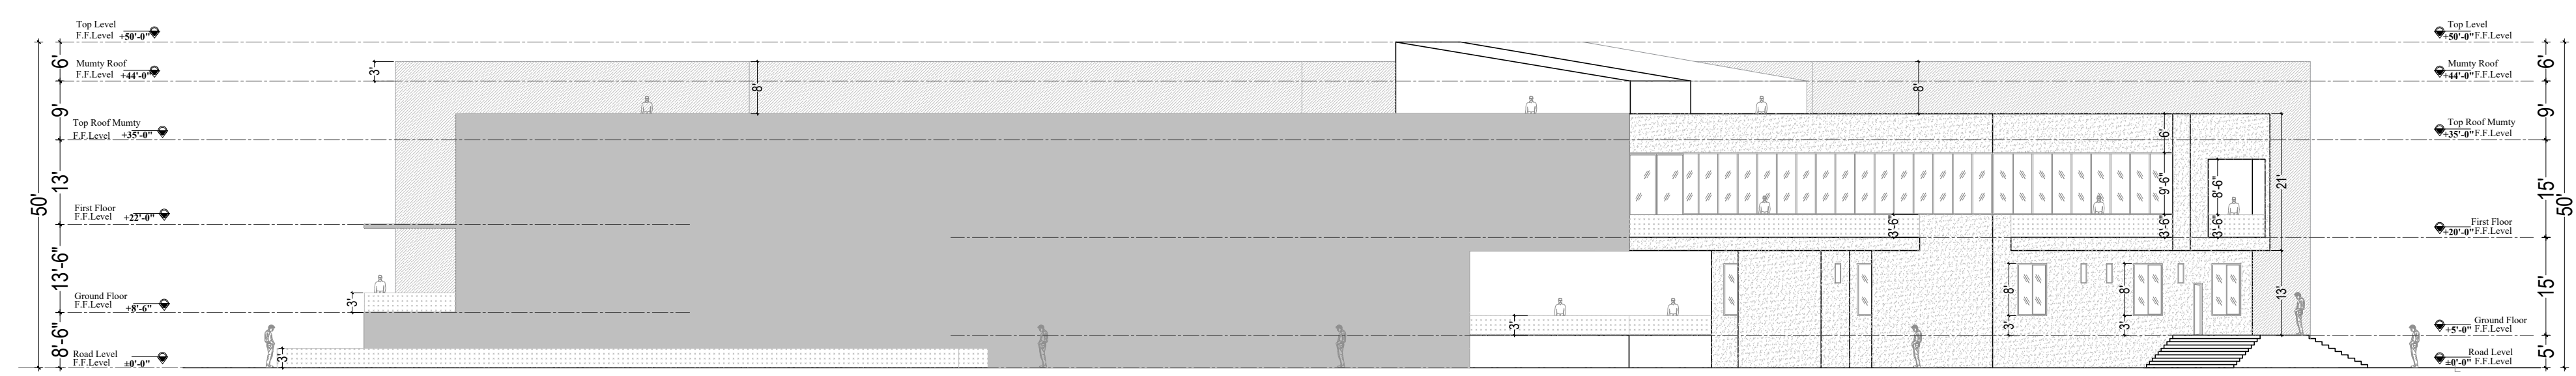 Top Level
F.F.Level +50'-0"
Mumty Roof
F.F.Level +44'-0"
Top Roof Mumty
F.F.Level +35'-0"
First Floor
F.F.Level +22'-0"
Ground Floor
F.F.Level +8'-6"
Road Level
F.F.Level ±0'-0"
50'
6'
9'
13'
13'-6"
8'-6"
3'
3'
3'
8'
3'
8'
6'
9'-6"
3'-6"
3'-6"
8'-6"
3'-6"
21'
13'
8'
3'
8'
3'
Top Level
+50'-0" F.F.Level
Mumty Roof
+44'-0" F.F.Level
Top Roof Mumty
+35'-0" F.F.Level
First Floor
+20'-0" F.F.Level
Ground Floor
+5'-0" F.F.Level
Road Level
±0'-0" F.F.Level
6'
9'
15'
15'
5'
50'